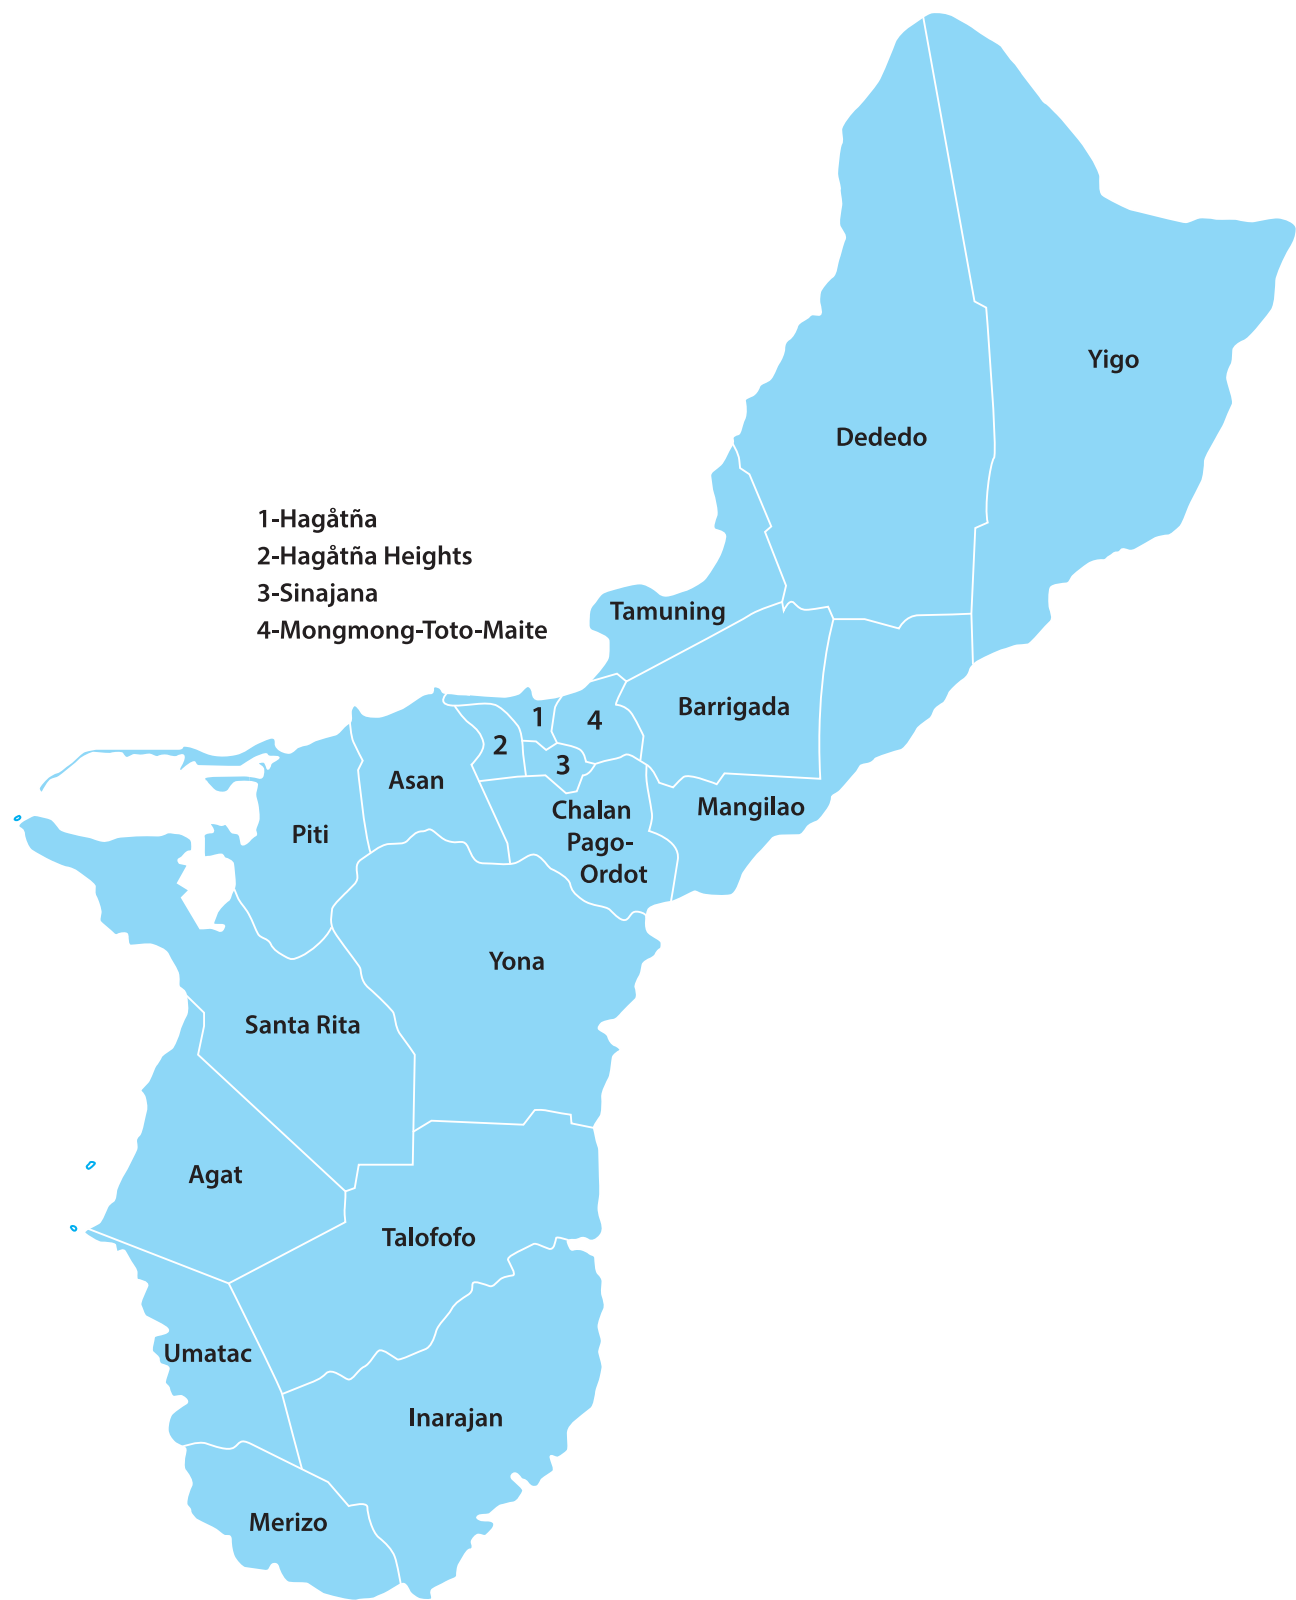 Yigo
Dededo
1-Hagåtña
2-Hagåtña Heights
3-Sinajana
4-Mongmong-Toto-Maite
Tamuning
Barrigada
1
4
2
3
Asan
Mangilao
Chalan
Pago-
Ordot
Piti
Yona
Santa Rita
Agat
Talofofo
Umatac
Inarajan
Merizo